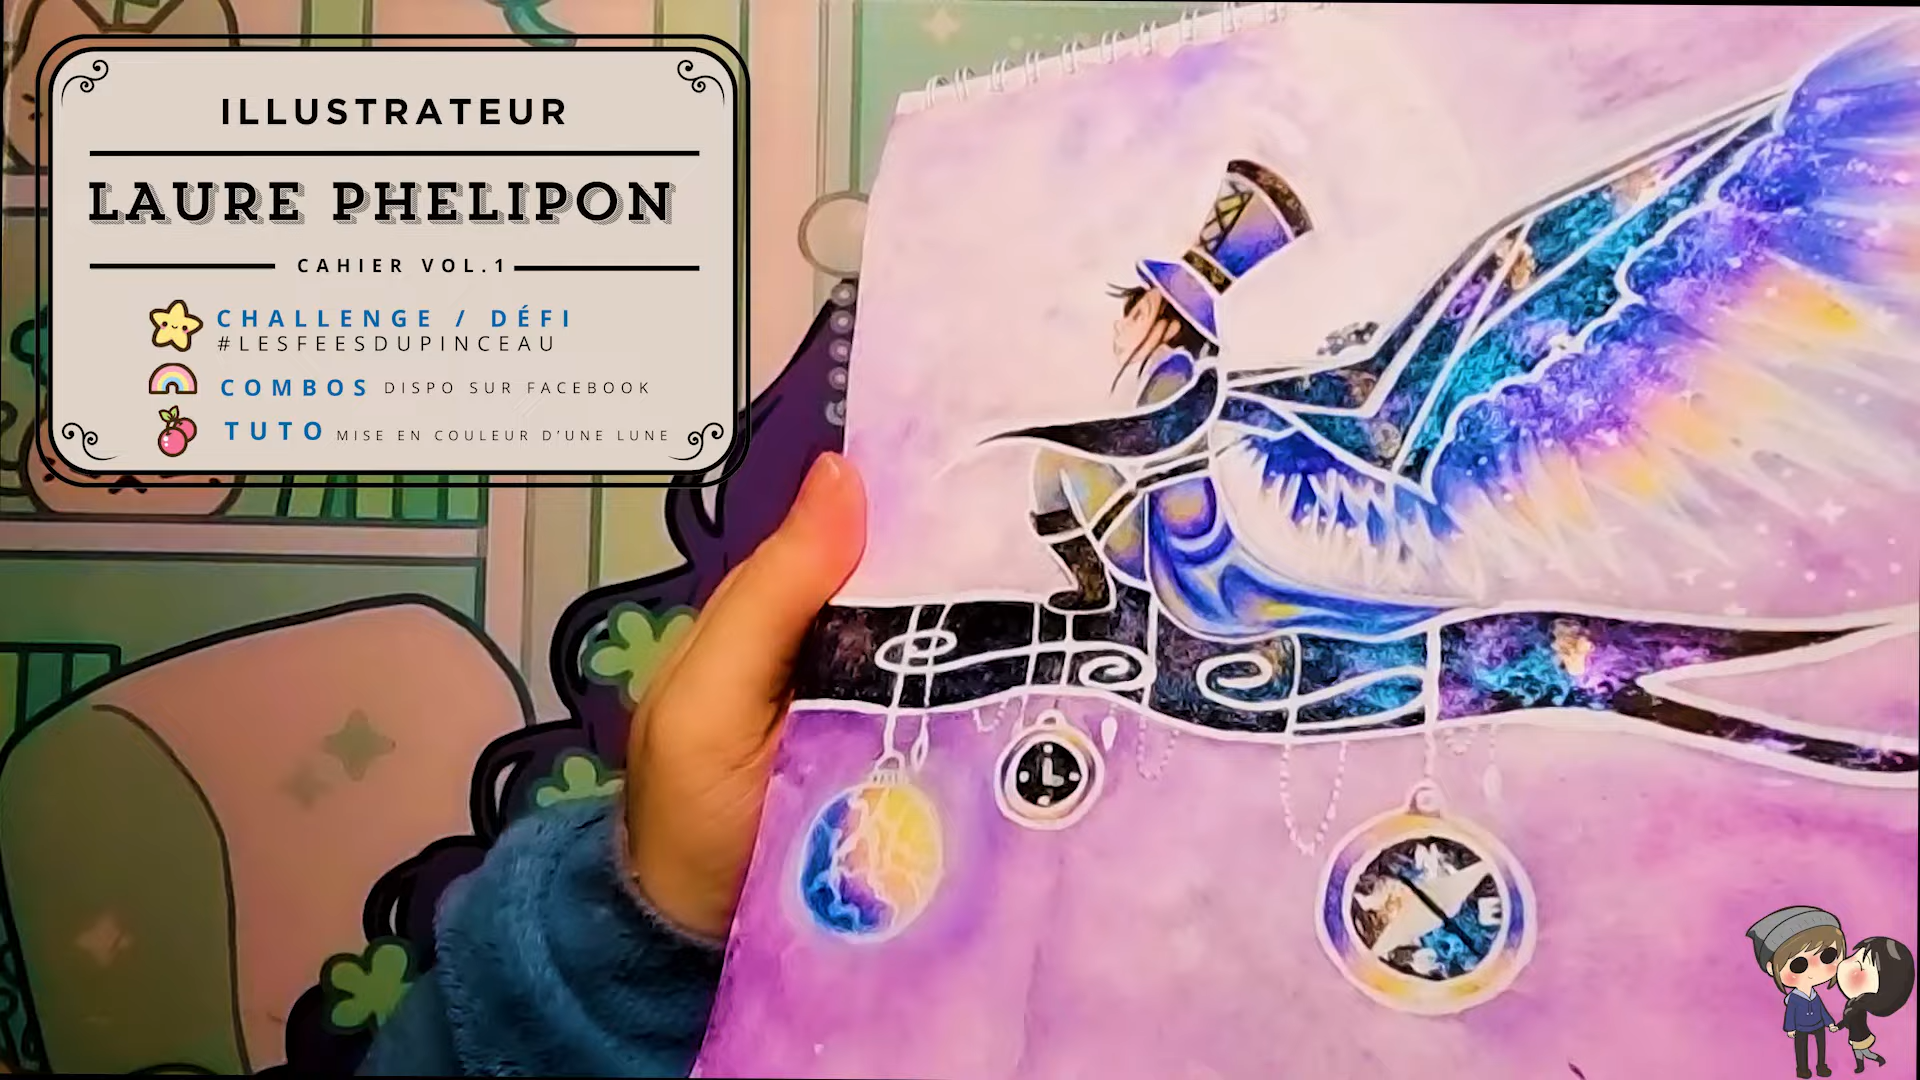 ILLUSTRATEUR
LAURE PHELIPON
CAHIER VOL.1
CHALLENGE / DÉFI
#LESFEESDUPINCEAU
COMBOS DISPO SUR FACEBOOK
TUTO MISE EN COULEUR D'UNE LUNE
N
E